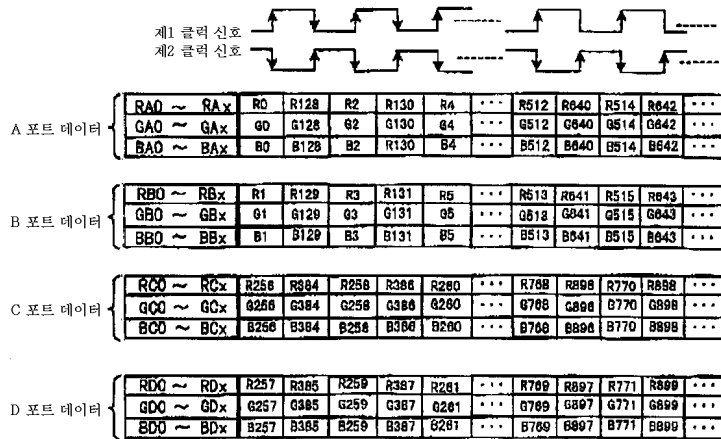 제1 클럭 신호
제2 클럭 신호
A 포트 데이터
RA0 ~ RAx R0 R128 R2 R130 R4 ··· R512 R640 R514 R642 ···
GA0 ~ GAx G0 G128 G2 G130 G4 ··· G512 G640 G514 G642 ···
BA0 ~ BAx B0 B128 B2 R130 B4 ··· B512 B640 B514 B642 ···
B 포트 데이터
RB0 ~ RBx R1 R129 R3 R131 R5 ··· R513 R641 R515 R643 ···
GB0 ~ GBx G1 G129 G3 G131 G5 ··· G513 G641 G515 G643 ···
BB0 ~ BBx B1 B129 B3 B131 B5 ··· B513 B641 B515 B643 ···
C 포트 데이터
RC0 ~ RCx R256 R384 R258 R386 R260 ··· R768 R896 R770 R898 ···
GC0 ~ GCx G256 G384 G258 G386 G260 ··· G768 G896 G770 G898 ···
BC0 ~ BCx B256 B384 B258 B386 B260 ··· B768 B896 B770 B898 ···
D 포트 데이터
RD0 ~ RDx R257 R385 R259 R387 R261 ··· R769 R897 R771 R899 ···
GD0 ~ GDx G257 G385 G259 G387 G261 ··· G769 G897 G771 G899 ···
BD0 ~ BDx B257 B385 B259 B387 B261 ··· B769 B897 B771 B899 ···